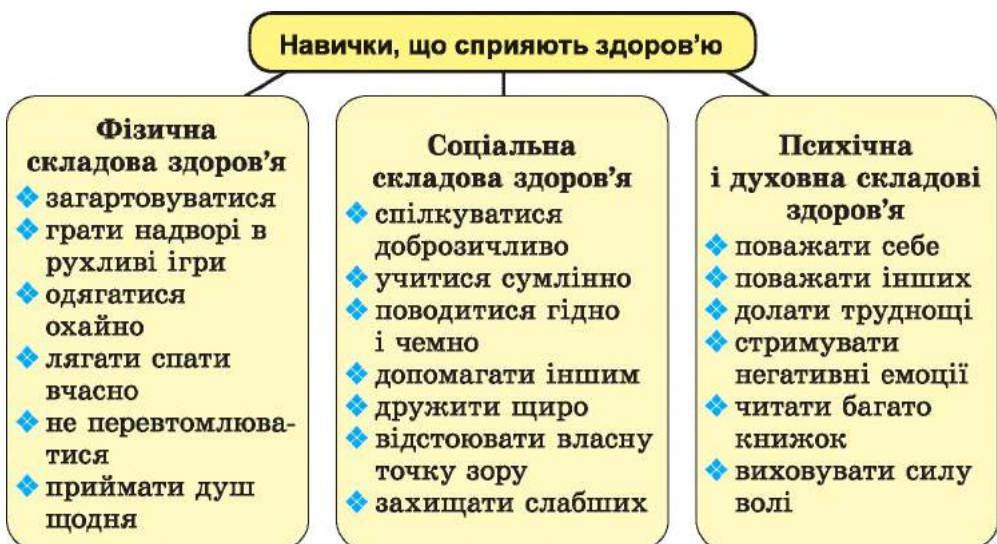 Навички, що сприяють здоров’ю
Фізична
складова здоров’я
❖ загартовуватися
❖ грати надворі в
рухливі ігри
❖ одягатися
охайно
❖ лягати спати
вчасно
❖ не перевтомлюва-
тися
❖ приймати душ
щодня
Соціальна
складова здоров’я
❖ спілкуватися
доброзичливо
❖ учитися сумлінно
❖ поводитися гідно
і чемно
❖ допомагати іншим
❖ дружити щиро
❖ відстоювати власну
точку зору
❖ захищати слабших
Психічна
і духовна складові
здоров’я
❖ поважати себе
❖ поважати інших
❖ долати труднощі
❖ стримувати
негативні емоції
❖ читати багато
книжок
❖ виховувати силу
волі